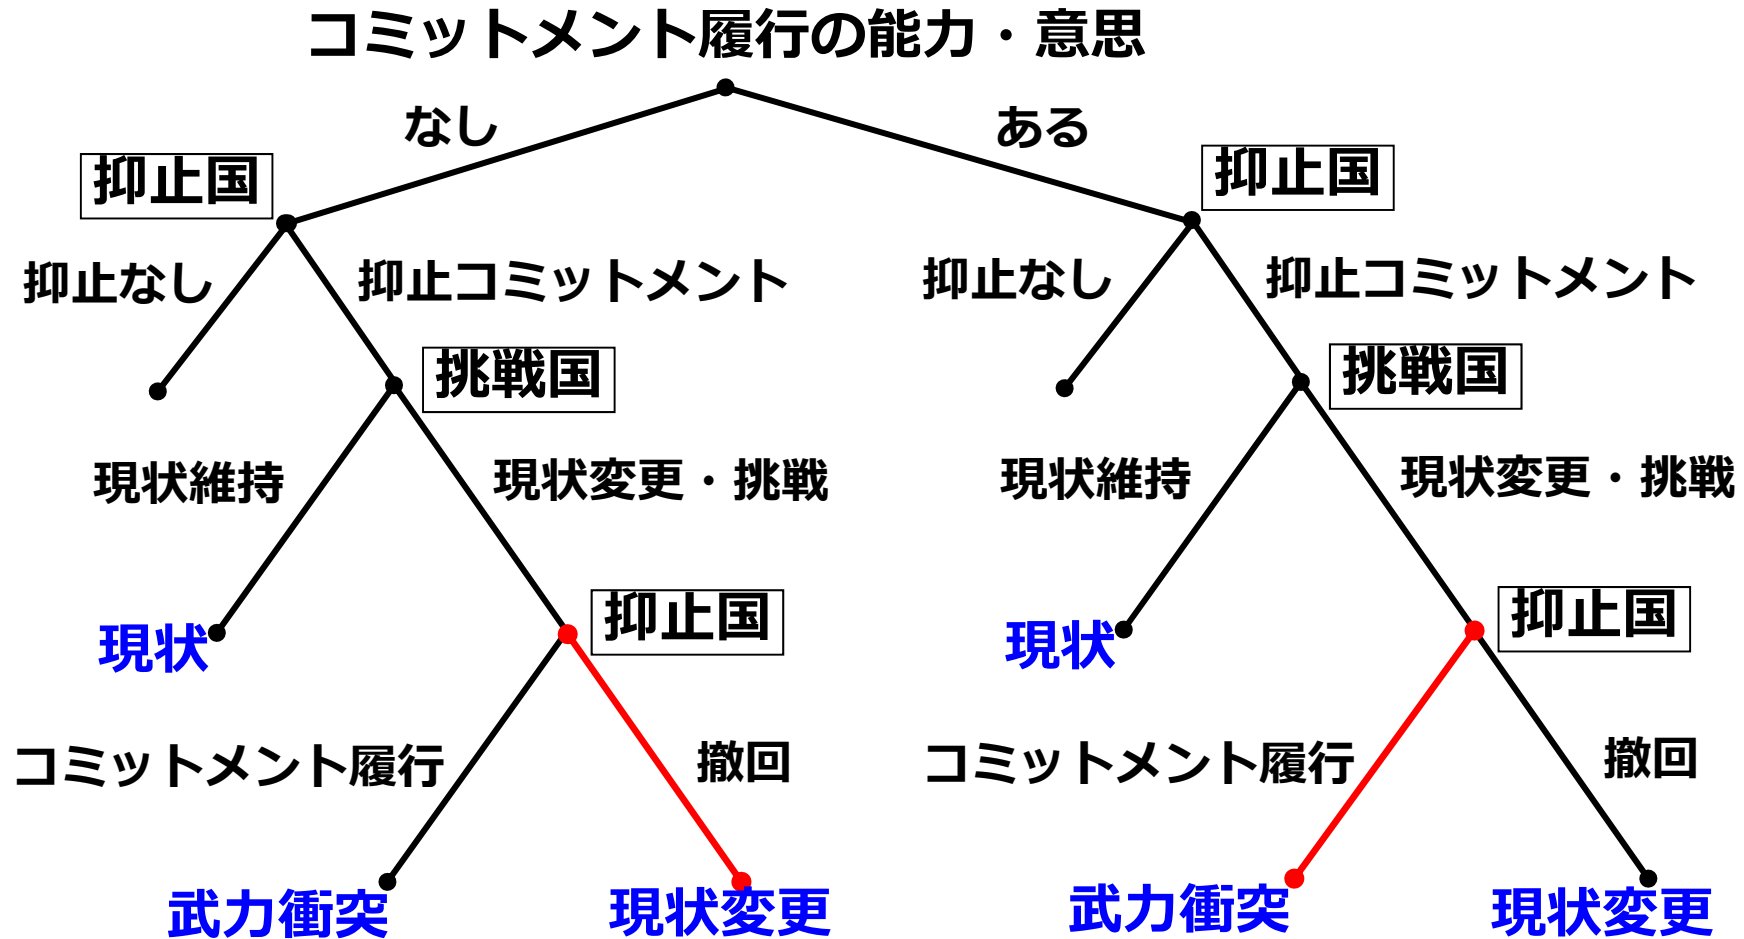 コミットメント履行の能力・意思
なし
ある
抑止国
抑止国
抑止なし
抑止コミットメント
抑止なし
抑止コミットメント
挑戦国
挑戦国
現状維持
現状変更・挑戦
現状維持
現状変更・挑戦
抑止国
抑止国
現状
現状
コミットメント履行
撤回
コミットメント履行
撤回
武力衝突
現状変更
武力衝突
現状変更